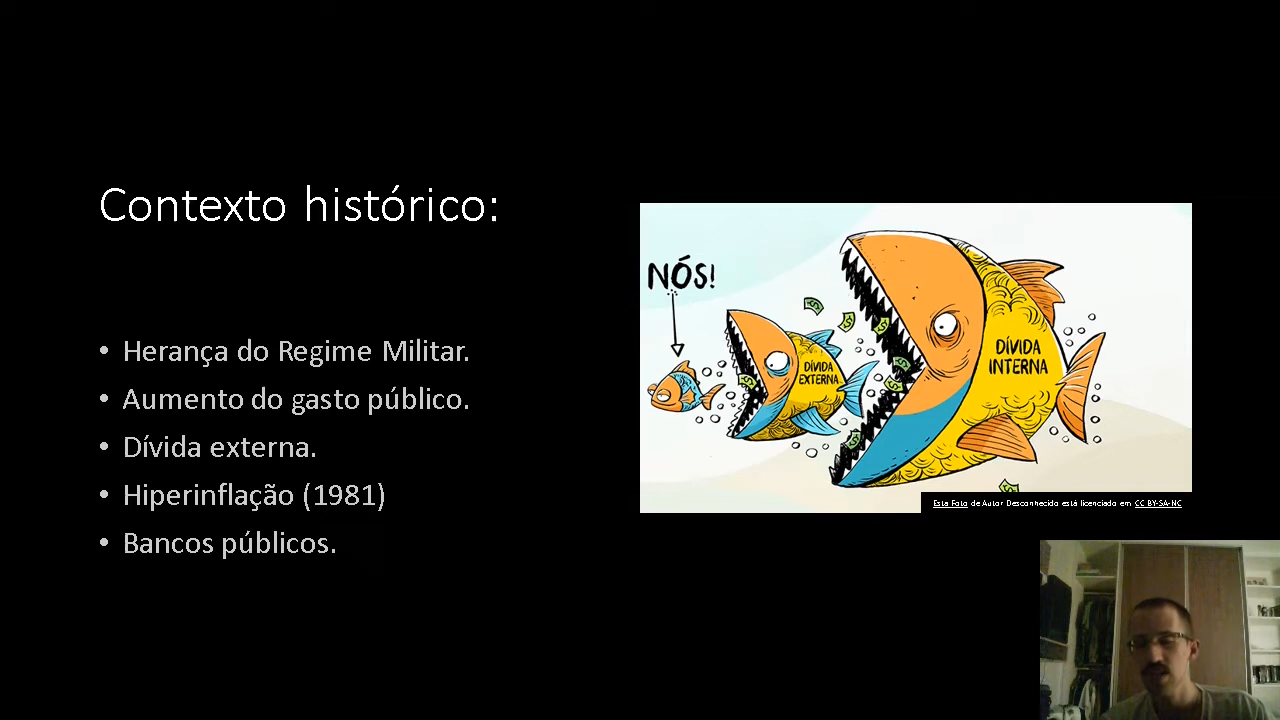 Contexto histórico:
• Herança do Regime Militar.
• Aumento do gasto público.
• Dívida externa.
• Hiperinflação (1981)
• Bancos públicos.
NÓS!
DÍVIDA
EXTERNA
DÍVIDA
INTERNA
Esta Foto de Autor Desconhecido está licenciado em CC BY-SA-NC